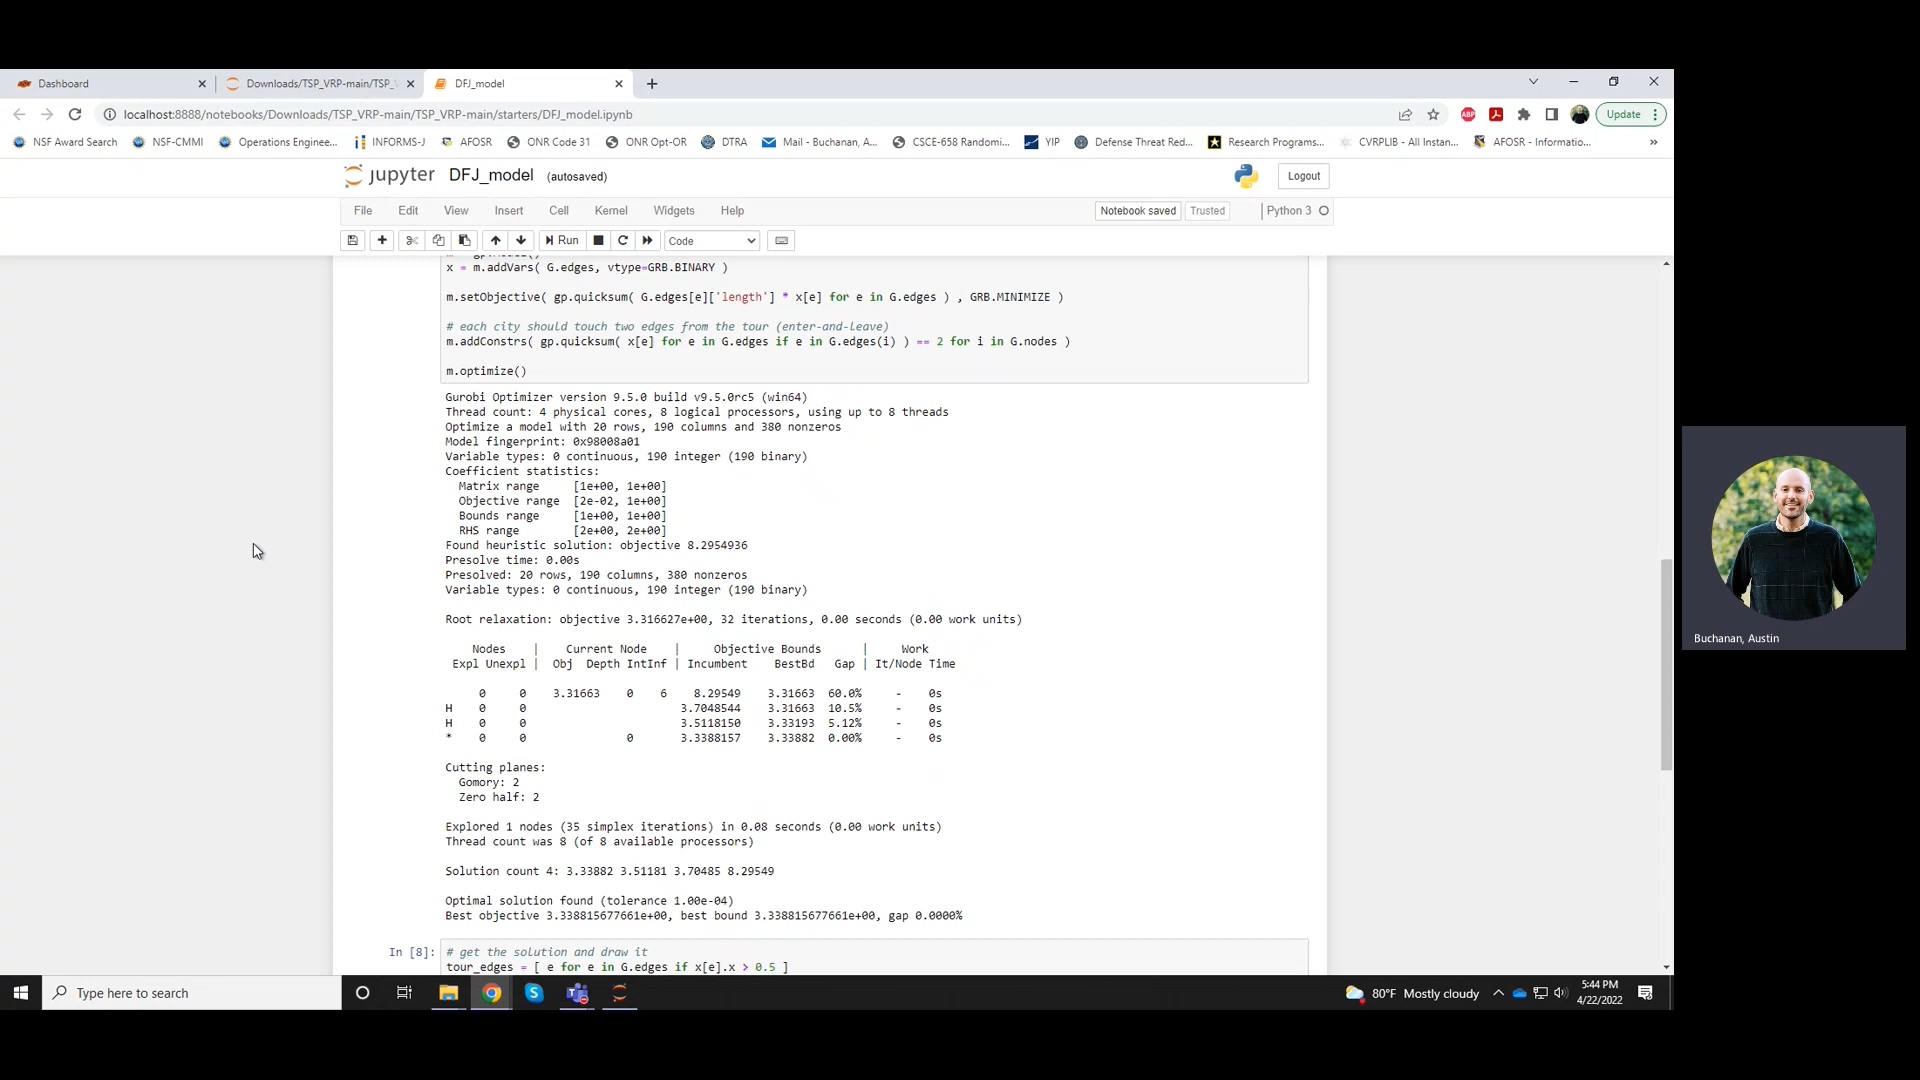 Dashboard
Downloads/TSP_VRP-main/TSP_V
DFJ_model
localhost:8888/notebooks/Downloads/TSP_VRP-main/TSP_VRP-main/starters/DFJ_model.ipynb
ABP
Update
NSF Award Search
NSF-CMMI
Operations Enginee...
INFORMS-J
AFOSR
ONR Code 31
ONR Opt-OR
DTRA
Mail - Buchanan, A...
CSCE-658 Randomi...
YIP
Defense Threat Red...
Research Programs...
CVRPLIB - All Instan...
AFOSR - Informatio...
»
jupyter DFJ_model (autosaved)
Logout
File Edit View Insert Cell Kernel Widgets Help
Notebook saved
Trusted
Python 3
Run
Code
x = m.addVars( G.edges, vtype=GRB.BINARY )
m.setObjective( gp.quicksum( G.edges[e]['length'] * x[e] for e in G.edges ) , GRB.MINIMIZE )
# each city should touch two edges from the tour (enter-and-leave)
m.addConstrs( gp.quicksum( x[e] for e in G.edges if e in G.edges(i) ) == 2 for i in G.nodes )
m.optimize()
Gurobi Optimizer version 9.5.0 build v9.5.0rc5 (win64)
Thread count: 4 physical cores, 8 logical processors, using up to 8 threads
Optimize a model with 20 rows, 190 columns and 380 nonzeros
Model fingerprint: 0x98008a01
Variable types: 0 continuous, 190 integer (190 binary)
Coefficient statistics:
Matrix range [1e+00, 1e+00]
Objective range [2e-02, 1e+00]
Bounds range [1e+00, 1e+00]
RHS range [2e+00, 2e+00]
Found heuristic solution: objective 8.2954936
Presolve time: 0.00s
Presolved: 20 rows, 190 columns, 380 nonzeros
Variable types: 0 continuous, 190 integer (190 binary)
Root relaxation: objective 3.316627e+00, 32 iterations, 0.00 seconds (0.00 work units)
Nodes | Current Node | Objective Bounds | Work
Expl Unexpl | Obj Depth IntInf | Incumbent BestBd Gap | It/Node Time
0 0 3.31663 0 6 8.29549 3.31663 60.0% - 0s
H 0 0 3.7048544 3.31663 10.5% - 0s
H 0 0 3.5118150 3.33193 5.12% - 0s
* 0 0 0 3.3388157 3.33882 0.00% - 0s
Cutting planes:
Gomory: 2
Zero half: 2
Explored 1 nodes (35 simplex iterations) in 0.08 seconds (0.00 work units)
Thread count was 8 (of 8 available processors)
Solution count 4: 3.33882 3.51181 3.70485 8.29549
Optimal solution found (tolerance 1.00e-04)
Best objective 3.338815677661e+00, best bound 3.338815677661e+00, gap 0.0000%
In [8]:
# get the solution and draw it
tour_edges = [ e for e in G.edges if x[e].x > 0.5 ]
Buchanan, Austin
Type here to search
80°F Mostly cloudy
5:44 PM
4/22/2022